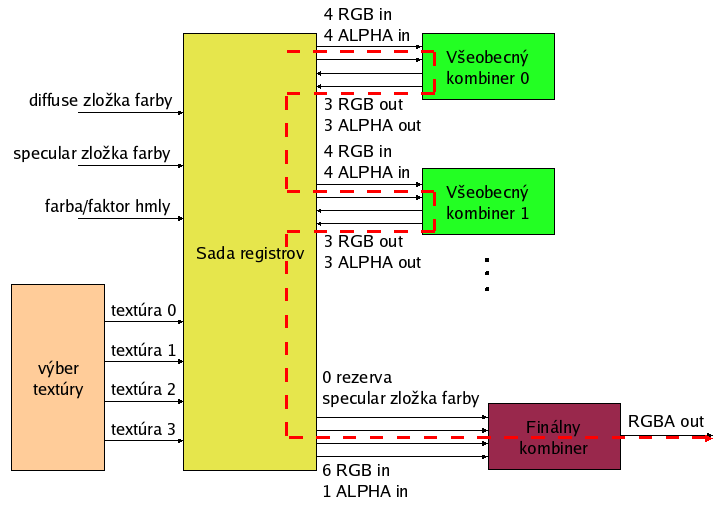 4 RGB in
4 ALPHA in
Všeobecný
kombiner 0
diffuse zložka farby
3 RGB out
3 ALPHA out
specular zložka farby
4 RGB in
4 ALPHA in
Všeobecný
kombiner 1
farba/faktor hmly
Sada registrov
3 RGB out
3 ALPHA out
textúra 0
textúra 1
výber
textúry
textúra 2
textúra 3
0 rezerva
specular zložka farby
Finálny
kombiner
RGBA out
6 RGB in
1 ALPHA in